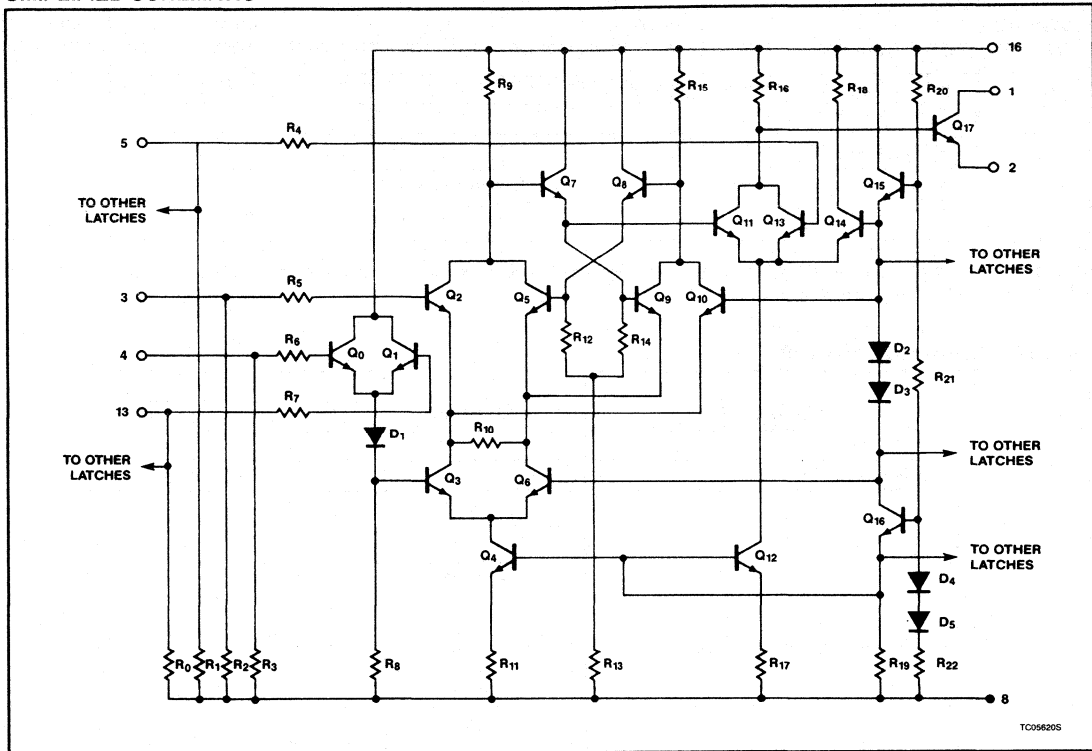 R9
R15
R16
R18
R20
16
1
Q17
2
5
R4
Q7
Q8
Q15
TO OTHER
LATCHES
Q11
Q13
Q14
TO OTHER
LATCHES
3
R5
Q2
Q5
Q9
Q10
R12
R14
D2
4
R6
Q0
Q1
D3
R21
13
R7
D1
R10
TO OTHER
LATCHES
TO OTHER
LATCHES
Q3
Q6
Q16
Q4
Q12
TO OTHER
LATCHES
D4
D5
R0
R1
R2
R3
R8
R11
R13
R17
R19
R22
8
TC05620S